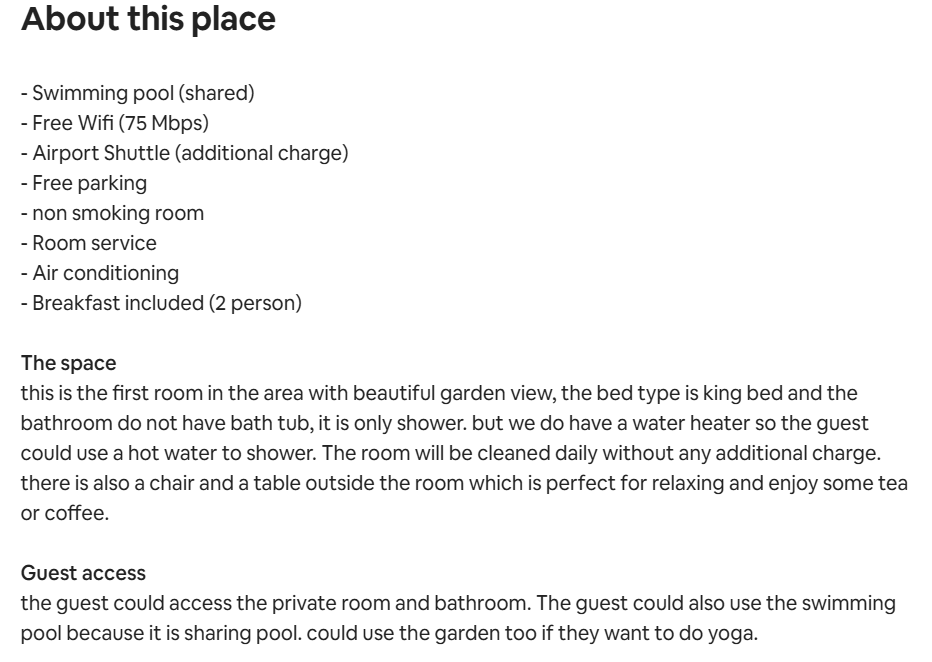 About this place
- Swimming pool (shared)
- Free Wifi (75 Mbps)
- Airport Shuttle (additional charge)
- Free parking
- non smoking room
- Room service
- Air conditioning
- Breakfast included (2 person)
The space
this is the first room in the area with beautiful garden view, the bed type is king bed and the
bathroom do not have bath tub, it is only shower. but we do have a water heater so the guest
could use a hot water to shower. The room will be cleaned daily without any additional charge.
there is also a chair and a table outside the room which is perfect for relaxing and enjoy some tea
or coffee.
Guest access
the guest could access the private room and bathroom. The guest could also use the swimming
pool because it is sharing pool. could use the garden too if they want to do yoga.